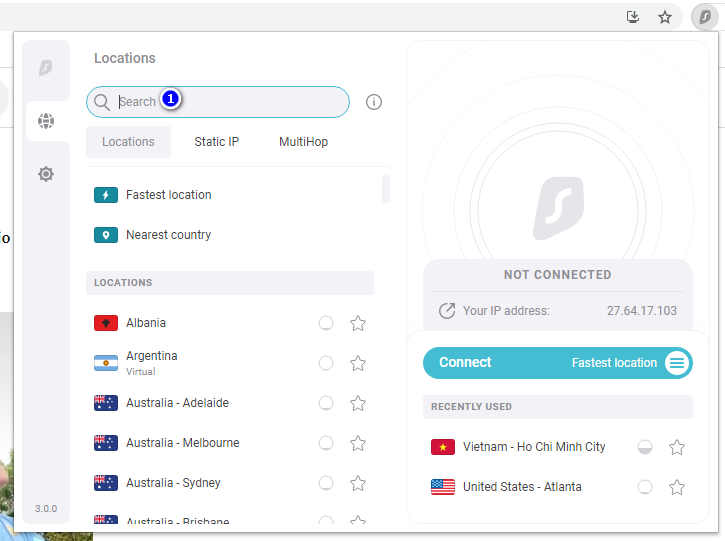 Locations
Search
1
Locations
Static IP
MultiHop
Fastest location
Nearest country
LOCATIONS
Albania
Argentina
Virtual
Australia - Adelaide
Australia - Melbourne
Australia - Sydney
Australia - Brisbane
3.0.0
NOT CONNECTED
Your IP address: 27.64.17.103
Connect Fastest location
RECENTLY USED
Vietnam - Ho Chi Minh City
United States - Atlanta